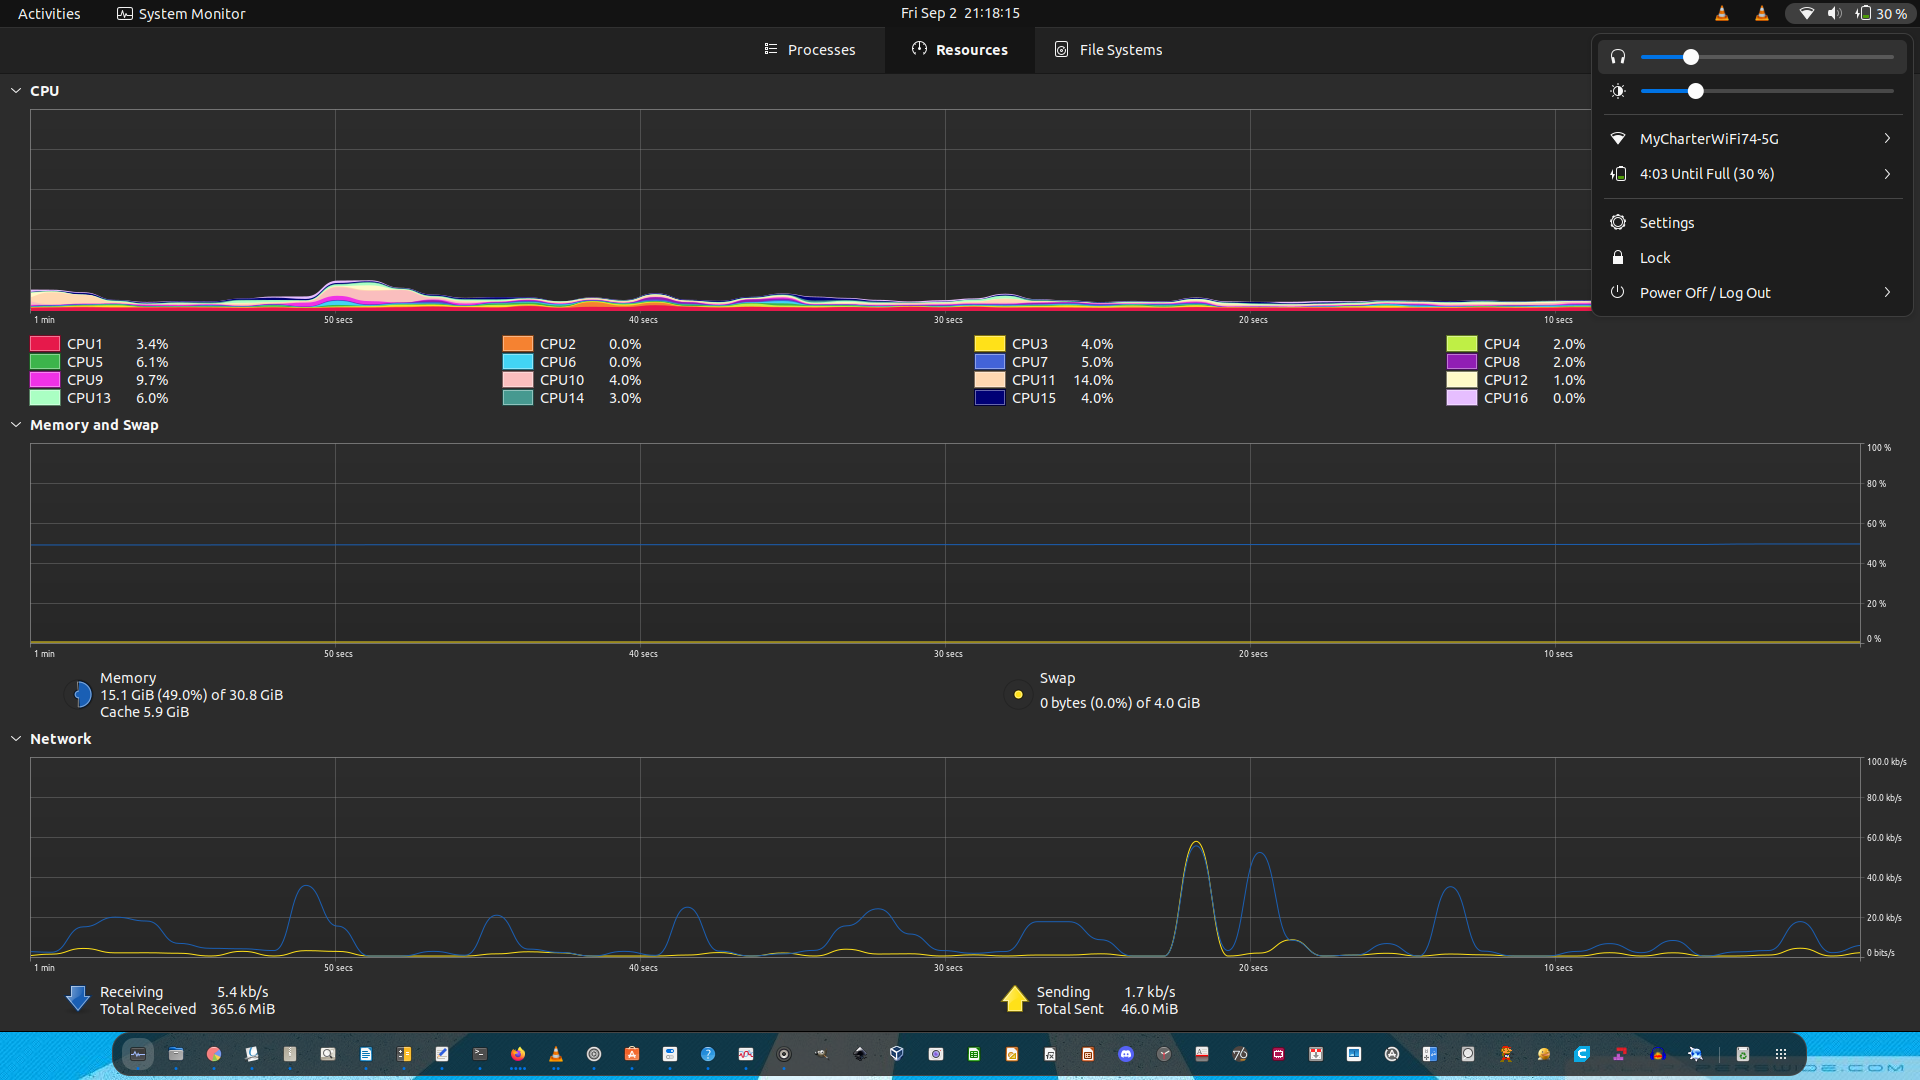 Activities
System Monitor
Fri Sep 2 21:18:15
30 %
Processes
Resources
File Systems
MyCharterWiFi74-5G
4:03 Until Full (30 %)
Settings
Lock
Power Off / Log Out
CPU
1 min 50 secs 40 secs 30 secs 20 secs 10 secs
CPU1 3.4% CPU2 0.0% CPU3 4.0% CPU4 2.0%
CPU5 6.1% CPU6 0.0% CPU7 5.0% CPU8 2.0%
CPU9 9.7% CPU10 4.0% CPU11 14.0% CPU12 1.0%
CPU13 6.0% CPU14 3.0% CPU15 4.0% CPU16 0.0%
Memory and Swap
100 %
80 %
60 %
40 %
20 %
0 %
1 min 50 secs 40 secs 30 secs 20 secs 10 secs
Memory
15.1 GiB (49.0%) of 30.8 GiB
Cache 5.9 GiB
Swap
0 bytes (0.0%) of 4.0 GiB
Network
100.0 kb/s
80.0 kb/s
60.0 kb/s
40.0 kb/s
20.0 kb/s
0 bits/s
1 min 50 secs 40 secs 30 secs 20 secs 10 secs
Receiving 5.4 kb/s
Total Received 365.6 MiB
Sending 1.7 kb/s
Total Sent 46.0 MiB
76